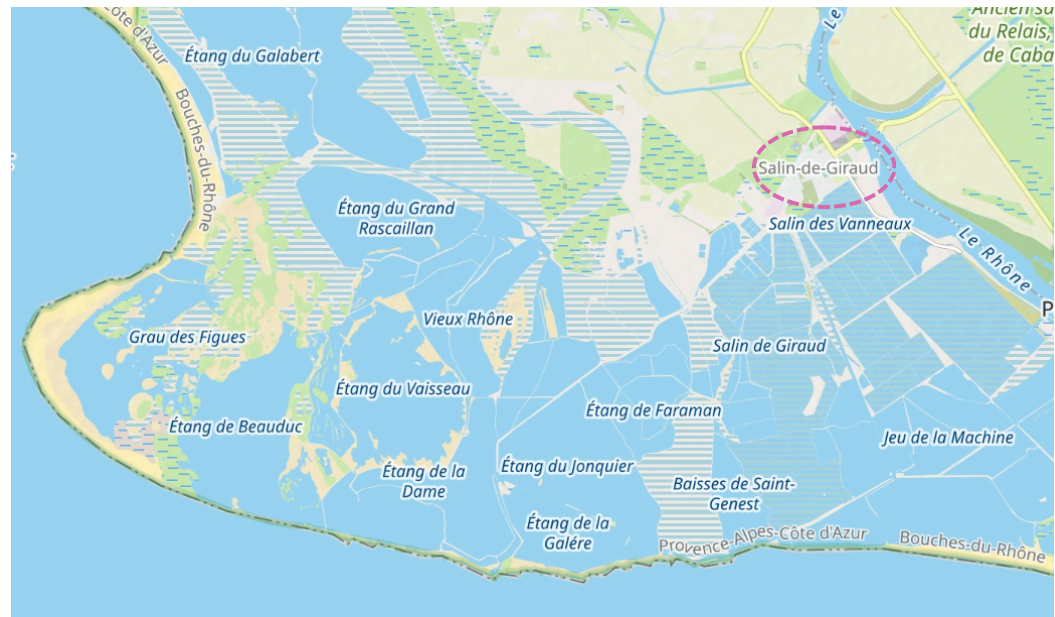 Côte d'Azur
Étang du Galabert
Bouches-du-Rhône
Le
du Relais,
de Caba
Salin-de-Giraud
Étang du Grand
Rascaillan
Salin des Vanneaux
Le Rhône
P
Vieux Rhône
Grau des Figues
Salin de Giraud
Étang du Vaisseau
Étang de Faraman
Étang de Beauduc
Jeu de la Machine
Étang de la
Dame
Étang du Jonquier
Baisses de Saint-
Genest
Étang de la
Galére
Provence-Alpes-Côte d'Azur
Bouches-du-Rhône